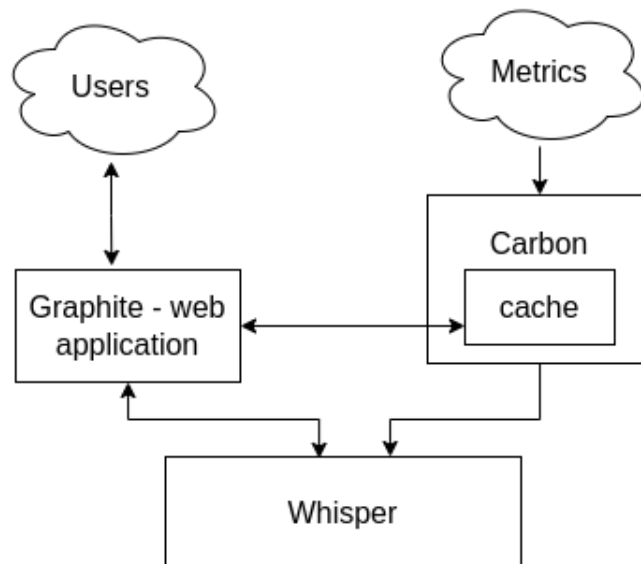 Users
Metrics
Carbon
cache
Graphite - web
application
Whisper